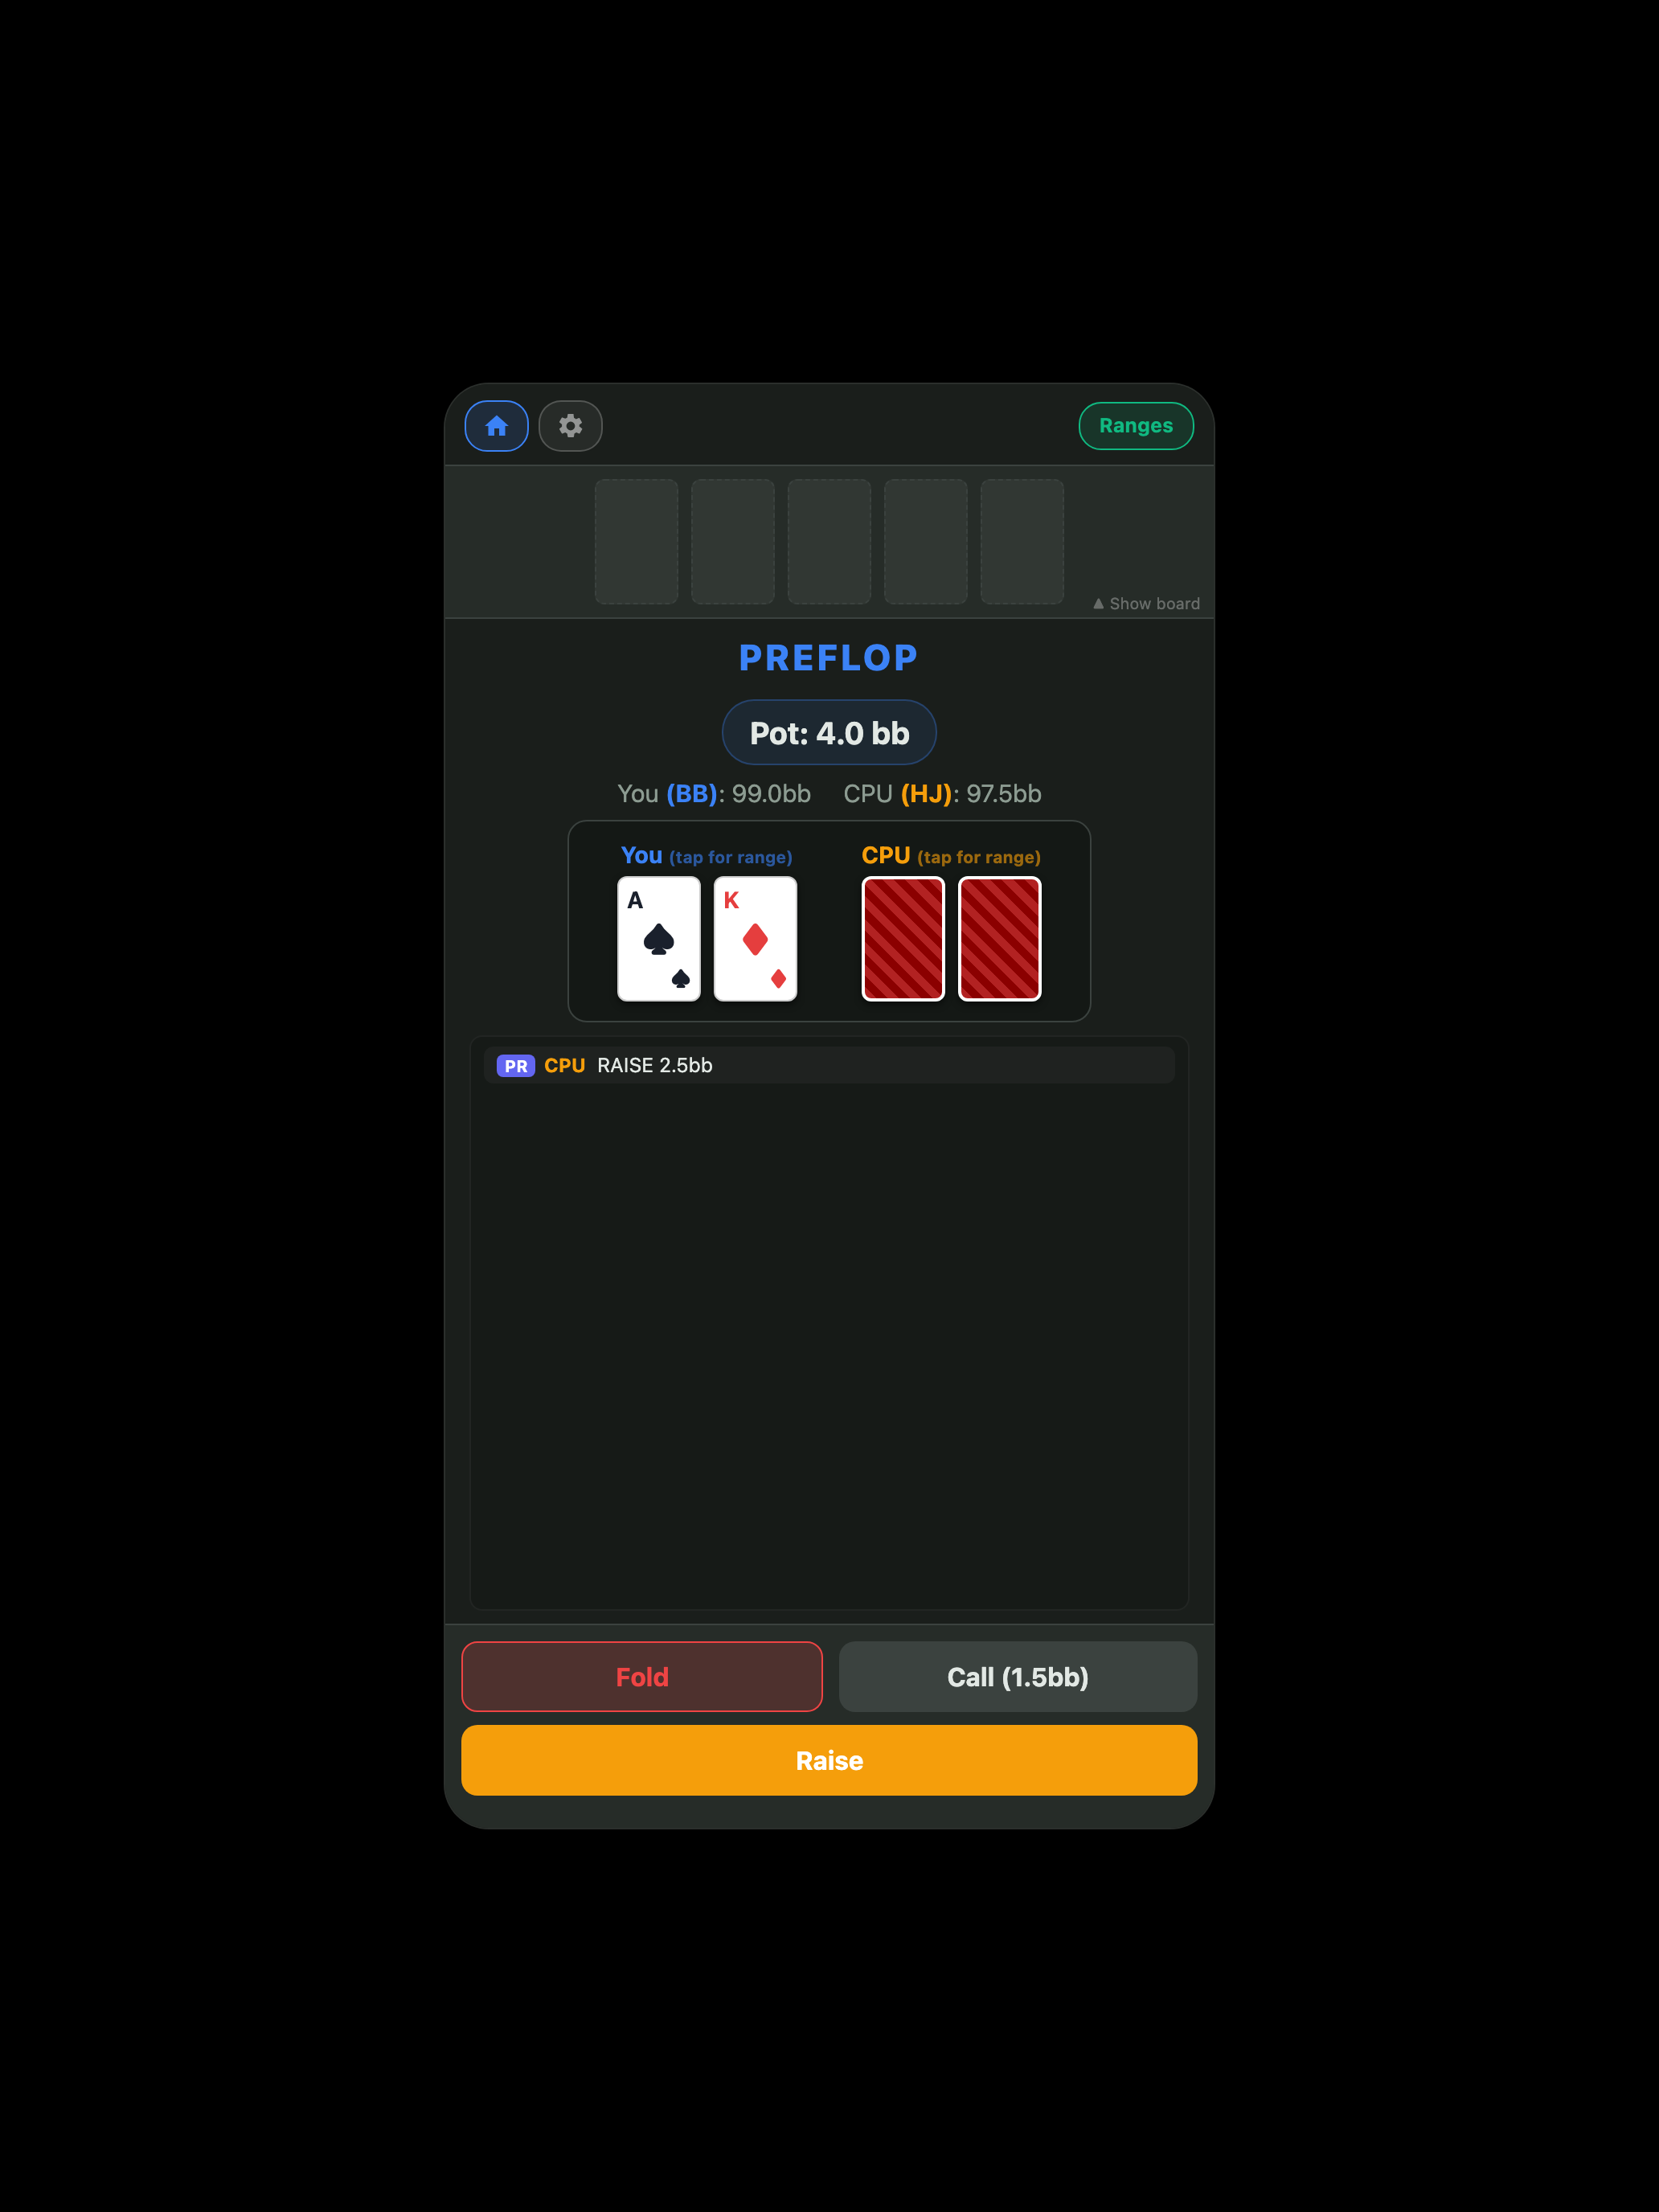 Ranges
▲ Show board
PREFLOP
Pot: 4.0 bb
You (BB): 99.0bb CPU (HJ): 97.5bb
You (tap for range) CPU (tap for range)
A K
PR CPU RAISE 2.5bb
Fold Call (1.5bb)
Raise